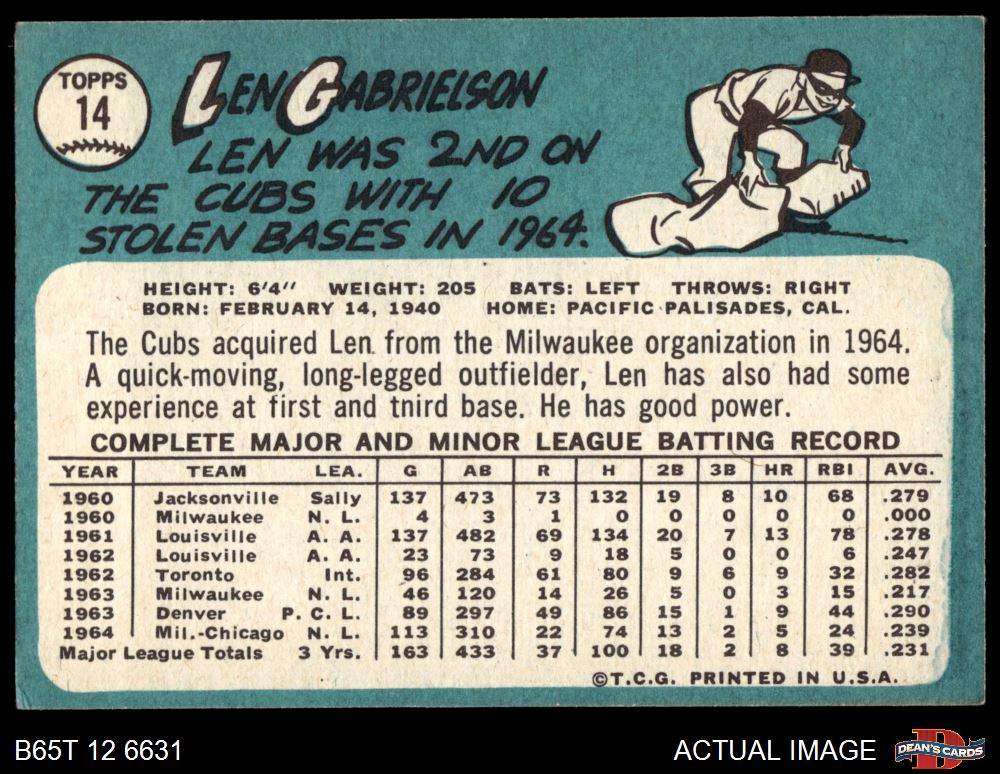 TOPPS
14
LEN GABRIELSON
LEN WAS 2ND ON
THE CUBS WITH 10
STOLEN BASES IN 1964.
HEIGHT: 6'4" WEIGHT: 205 BATS: LEFT THROWS: RIGHT
BORN: FEBRUARY 14, 1940 HOME: PACIFIC PALISADES, CAL.
The Cubs acquired Len from the Milwaukee organization in 1964.
A quick-moving, long-legged outfielder, Len has also had some
experience at first and tnird base. He has good power.
COMPLETE MAJOR AND MINOR LEAGUE BATTING RECORD
YEAR TEAM LEA. G AB R H 2B 3B HR RBI AVG.
1960 Jacksonville Sally 137 473 73 132 19 8 10 68 .279
1960 Milwaukee N. L. 4 3 1 0 0 0 0 0 .000
1961 Louisville A. A. 137 482 69 134 20 7 13 78 .278
1962 Louisville A. A. 23 73 9 18 5 0 0 6 .247
1962 Toronto Int. 96 284 61 80 9 6 9 32 .282
1963 Milwaukee N. L. 46 120 14 26 5 0 3 15 .217
1963 Denver P. C. L. 89 297 49 86 15 1 9 44 .290
1964 Mil.-Chicago N. L. 113 310 22 74 13 2 5 24 .239
Major League Totals 3 Yrs. 163 433 37 100 18 2 8 39 .231
©T.C.G. PRINTED IN U.S.A.
B65T 12 6631 ACTUAL IMAGE DEAN'S CARDS